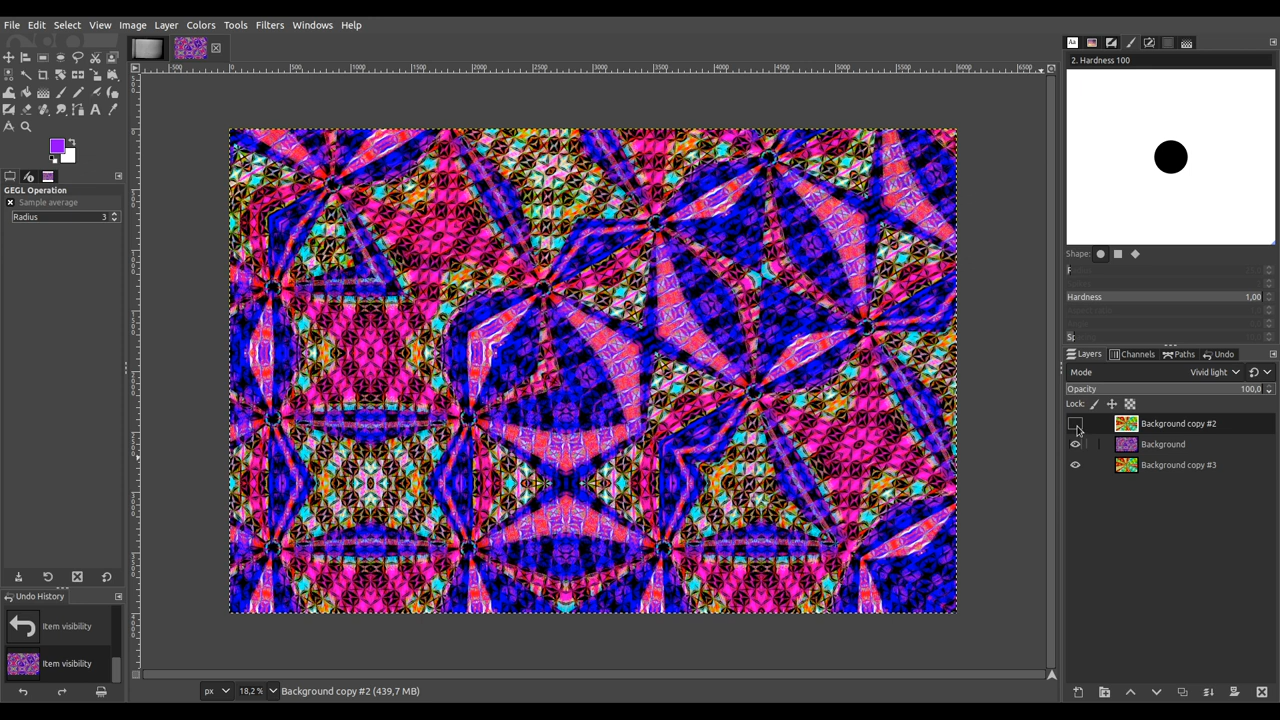 File Edit Select View Image Layer Colors Tools Filters Windows Help
2. Hardness 100
GEGL Operation
Sample average
Radius 3
Shape:
Hardness 1,00
Layers Channels Paths Undo
Mode Vivid light
Opacity 100,0
Lock:
Background copy #2
Background
Background copy #3
Undo History
Item visibility
Item visibility
px 18,2 % Background copy #2 (439,7 MB)